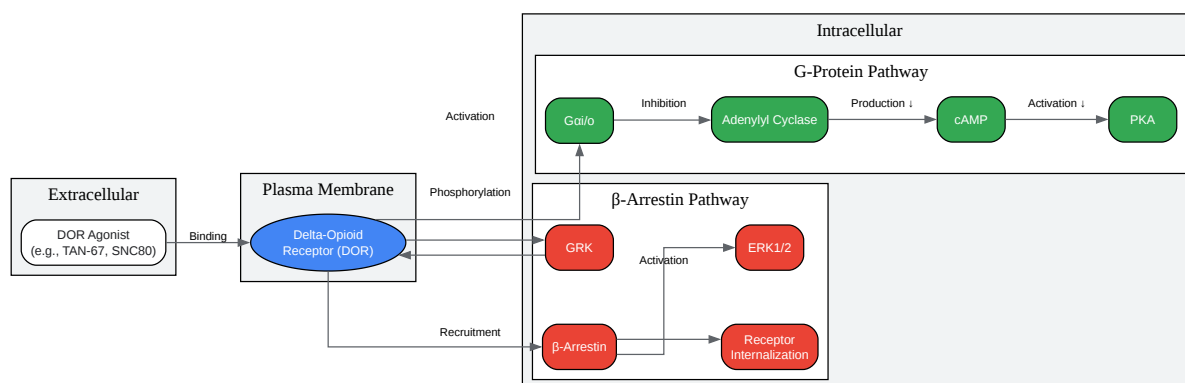 Intracellular
G-Protein Pathway
Activation
Gαi/o
Inhibition
Adenylyl Cyclase
Production ↓
cAMP
Activation ↓
PKA
Extracellular
DOR Agonist
(e.g., TAN-67, SNC80)
Binding
Plasma Membrane
Delta-Opioid
Receptor (DOR)
Phosphorylation
β-Arrestin Pathway
GRK
Activation
ERK1/2
Recruitment
β-Arrestin
Receptor
Internalization